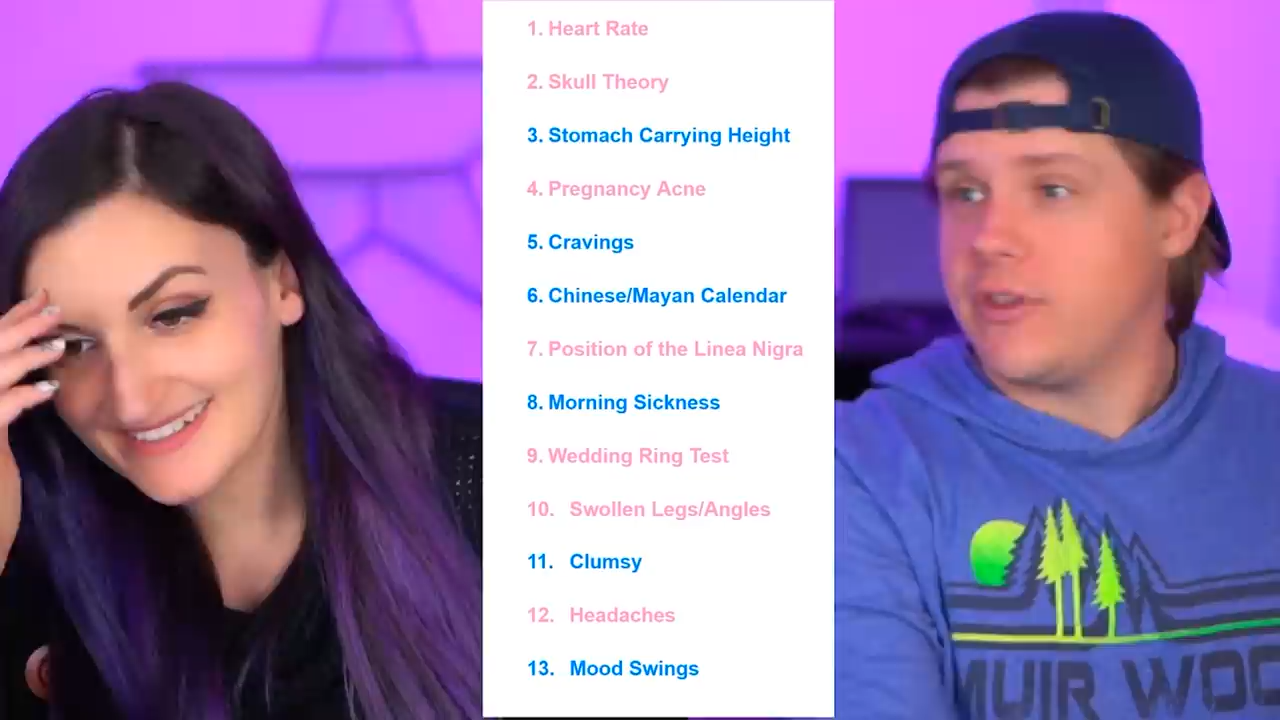 1. Heart Rate
2. Skull Theory
3. Stomach Carrying Height
4. Pregnancy Acne
5. Cravings
6. Chinese/Mayan Calendar
7. Position of the Linea Nigra
8. Morning Sickness
9. Wedding Ring Test
10. Swollen Legs/Angles
11. Clumsy
12. Headaches
13. Mood Swings
MUIR WOO